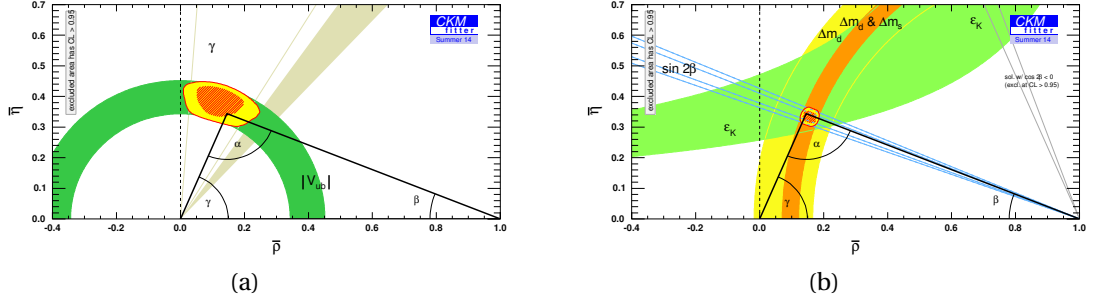 excluded area has CL > 0.95
γ
CKM
fitter
Summer 14
|V_ub|
α
γ
β
η̄
0.7
0.6
0.5
0.4
0.3
0.2
0.1
0.0
-0.4 -0.2 0.0 0.2 0.4 0.6 0.8 1.0
ρ̄
(a)
excluded area has CL > 0.95
Δm_d
Δm_d & Δm_s
ε_K
CKM
fitter
Summer 14
sin 2β
sol. w/ cos 2β < 0
(excl. at CL > 0.95)
ε_K
α
γ
β
η̄
0.7
0.6
0.5
0.4
0.3
0.2
0.1
0.0
-0.4 -0.2 0.0 0.2 0.4 0.6 0.8 1.0
ρ̄
(b)